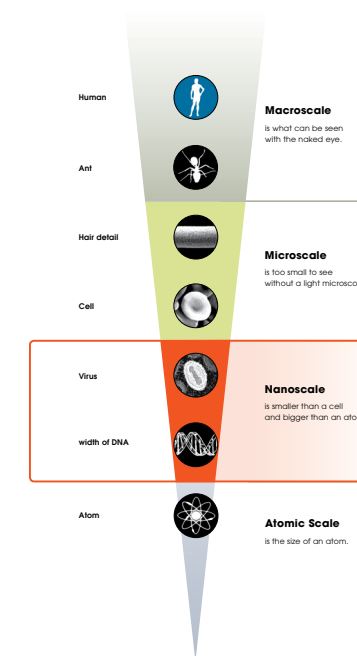 Human
Macroscale
is what can be seen
with the naked eye.
Ant
Hair detail
Microscale
is too small to see
without a light microsco
Cell
Virus
Nanoscale
is smaller than a cell
and bigger than an ato
width of DNA
Atom
Atomic Scale
is the size of an atom.